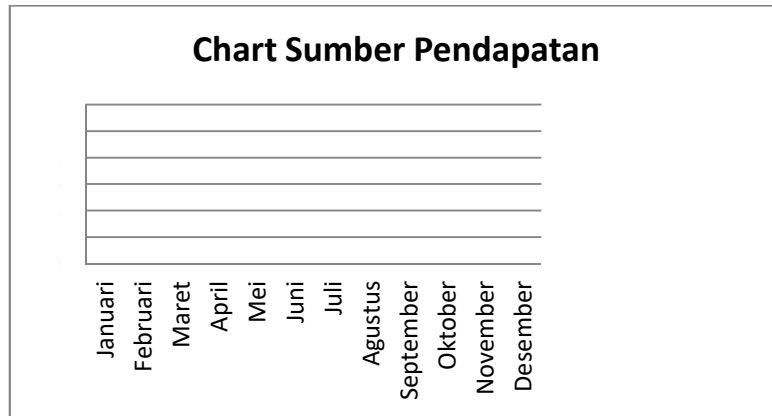 Chart Sumber Pendapatan
Januari
Februari
Maret
April
Mei
Juni
Juli
Agustus
September
Oktober
November
Desember